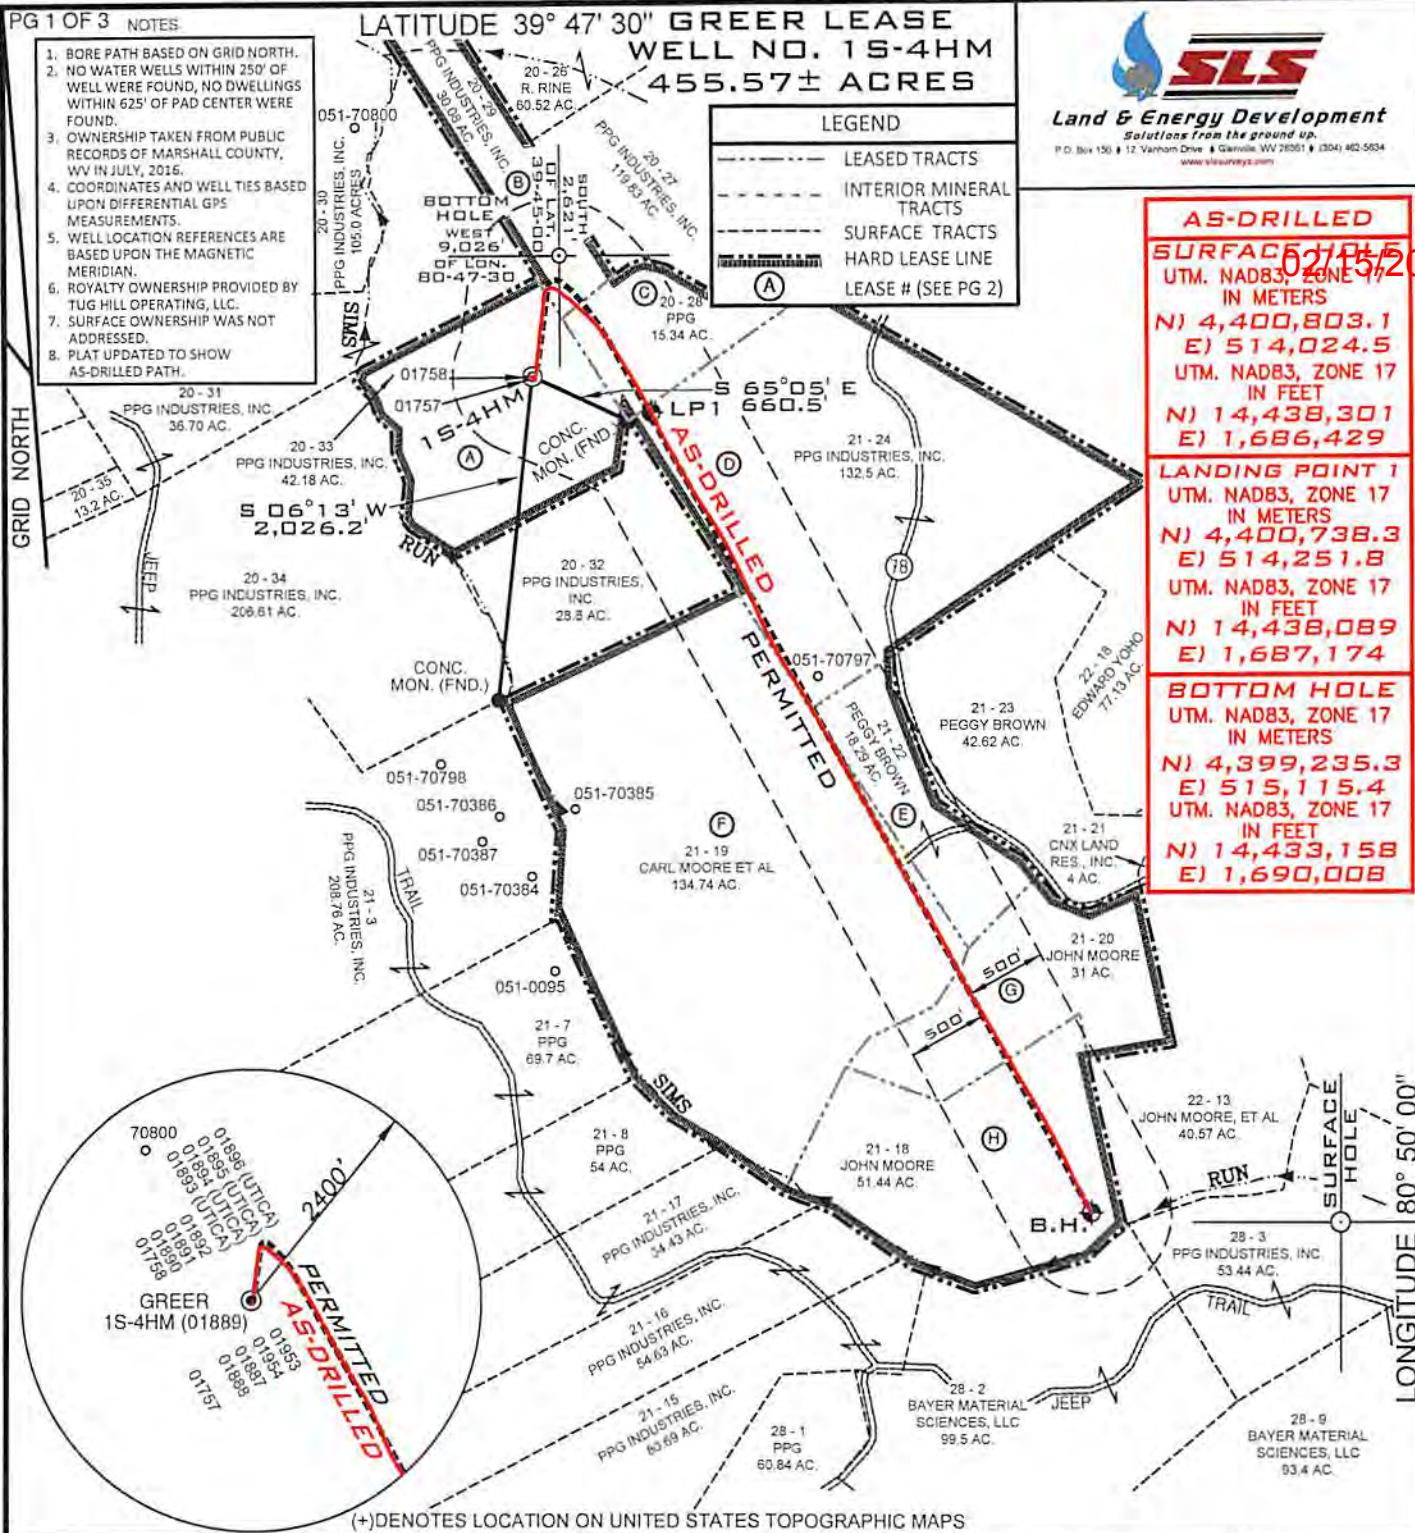 PG 1 OF 3 NOTES
1. BORE PATH BASED ON GRID NORTH.
2. NO WATER WELLS WITHIN 250' OF
WELL WERE FOUND, NO DWELLINGS
WITHIN 625' OF PAD CENTER WERE
FOUND.
3. OWNERSHIP TAKEN FROM PUBLIC
RECORDS OF MARSHALL COUNTY,
WV IN JULY, 2016.
4. COORDINATES AND WELL TIES BASED
UPON DIFFERENTIAL GPS
MEASUREMENTS.
5. WELL LOCATION REFERENCES ARE
BASED UPON THE MAGNETIC
MERIDIAN.
6. ROYALTY OWNERSHIP PROVIDED BY
TUG HILL OPERATING, LLC.
7. SURFACE OWNERSHIP WAS NOT
ADDRESSED.
8. PLAT UPDATED TO SHOW
AS-DRILLED PATH.
LATITUDE 39° 47' 30"
GREER LEASE
WELL NO. 1S-4HM
455.57± ACRES
SLS
Land & Energy Development
Solutions from the ground up.
P.O. Box 150 12 Vanhorn Drive Glenville, WV 26351 (304) 462-5634
www.slssurveys.com
LEGEND
LEASED TRACTS
INTERIOR MINERAL
TRACTS
SURFACE TRACTS
HARD LEASE LINE
A LEASE # (SEE PG 2)
AS-DRILLED
SURFACE HOLE
02/15/20
UTM. NAD83, ZONE 17
IN METERS
N) 4,400,803.1
E) 514,024.5
UTM. NAD83, ZONE 17
IN FEET
N) 14,438,301
E) 1,686,429
LANDING POINT 1
UTM. NAD83, ZONE 17
IN METERS
N) 4,400,738.3
E) 514,251.8
UTM. NAD83, ZONE 17
IN FEET
N) 14,438,089
E) 1,687,174
BOTTOM HOLE
UTM. NAD83, ZONE 17
IN METERS
N) 4,399,235.3
E) 515,115.4
UTM. NAD83, ZONE 17
IN FEET
N) 14,433,158
E) 1,690,008
20 - 29
PPG INDUSTRIES, INC.
30.08 AC.
20 - 26
R. RINE
60.52 AC.
20 - 27
PPG INDUSTRIES, INC.
119.83 AC.
051-70800
20 - 30
PPG INDUSTRIES, INC.
105.0 ACRES
SIMS
B
BOTTOM
HOLE
WEST
9,026'
OF LON.
80-47-30
SOUTH
2,621'
OF LAT.
39-45-00
C
20 - 28
PPG
15.34 AC.
GRID NORTH
20 - 31
PPG INDUSTRIES, INC.
36.70 AC.
01758
01757
1S-4HM
S 65°05' E
660.5'
LP1
20 - 33
PPG INDUSTRIES, INC.
42.18 AC.
A
CONC.
MON. (FND.)
AS-DRILLED
D
21 - 24
PPG INDUSTRIES, INC.
132.5 AC.
20 - 35
13.2 AC.
S 06°13' W
2,026.2'
RUN
JEEP
20 - 34
PPG INDUSTRIES, INC.
206.61 AC.
20 - 32
PPG INDUSTRIES,
INC.
28.8 AC.
78
CONC.
MON. (FND.)
PERMITTED
051-70797
22 - 18
EDWARD YOHO
77.13 AC.
21 - 23
PEGGY BROWN
42.62 AC.
21 - 22
PEGGY BROWN
18.29 AC.
051-70798
051-70386
051-70385
051-70387
051-70384
E
F
21 - 19
CARL MOORE ET AL
134.74 AC.
21 - 21
CNX LAND
RES., INC.
4 AC.
21 - 3
PPG INDUSTRIES, INC.
208.76 AC.
TRAIL
21 - 20
JOHN MOORE
31 AC.
500'
G
500'
051-0095
21 - 7
PPG
69.7 AC.
SIMS
21 - 8
PPG
54 AC.
H
21 - 18
JOHN MOORE
51.44 AC.
22 - 13
JOHN MOORE, ET AL
40.57 AC.
SURFACE
HOLE
LONGITUDE 80° 50' 00"
RUN
B.H.
21 - 17
PPG INDUSTRIES, INC.
34.43 AC.
28 - 3
PPG INDUSTRIES, INC
53.44 AC.
TRAIL
21 - 16
PPG INDUSTRIES, INC.
54.63 AC.
21 - 15
PPG INDUSTRIES, INC.
60.69 AC.
28 - 1
PPG
60.84 AC.
28 - 2
BAYER MATERIAL
SCIENCES, LLC
99.5 AC.
JEEP
28 - 9
BAYER MATERIAL
SCIENCES, LLC
93.4 AC.
70800
01896 (UTICA)
01895 (UTICA)
01894 (UTICA)
01893 (UTICA)
01892
01891
01890
01758
2400'
GREER
1S-4HM (01889)
PERMITTED
AS-DRILLED
01953
01954
01887
01888
01757
(+)DENOTES LOCATION ON UNITED STATES TOPOGRAPHIC MAPS